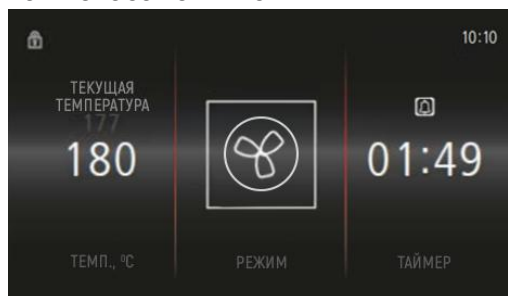 10:10
ТЕКУЩАЯ
ТЕМПЕРАТУРА
177
180
01:49
ТЕМП., °C
РЕЖИМ
ТАЙМЕР